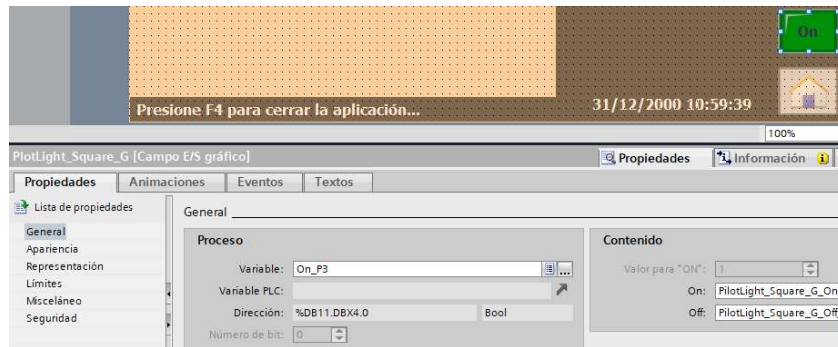 On
Presione F4 para cerrar la aplicación...
31/12/2000 10:59:39
100%
PlotLight_Square_G [Campo E/S gráfico]
Propiedades
Información
Propiedades
Animaciones
Eventos
Textos
Lista de propiedades
General
Apariencia
Representación
Límites
Misceláneo
Seguridad
General
Proceso
Variable: On_P3
Variable PLC:
Dirección: %DB11.DBX4.0 Bool
Número de bit: 0
Contenido
Valor para "ON": 1
On: PilotLight_Square_G_On
Off: PilotLight_Square_G_Off